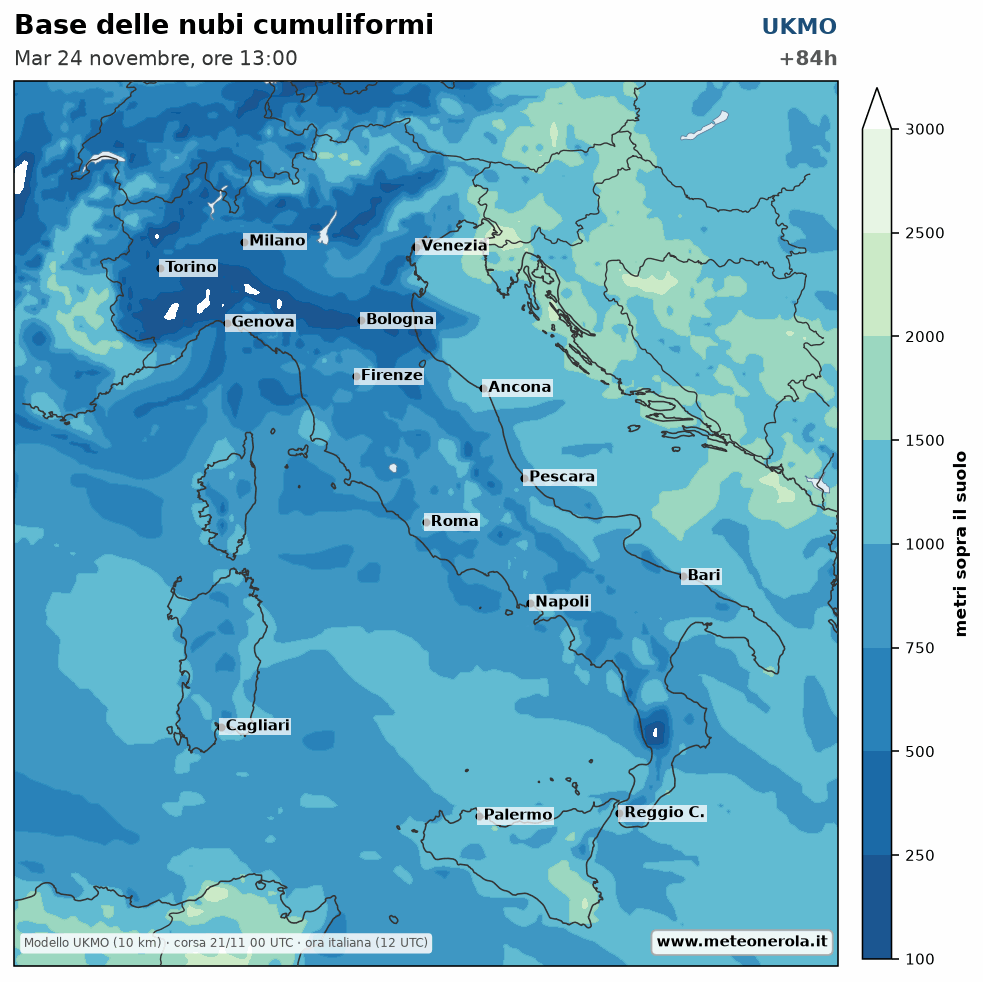 Base delle nubi cumuliformi
UKMO
Mar 24 novembre, ore 13:00
+84h
3000
2500
2000
1500
1000
750
500
250
100
metri sopra il suolo
Milano
Venezia
Torino
Genova
Bologna
Firenze
Ancona
Pescara
Roma
Bari
Napoli
Cagliari
Palermo
Reggio C.
Modello UKMO (10 km) · corsa 21/11 00 UTC · ora italiana (12 UTC)
www.meteonerola.it